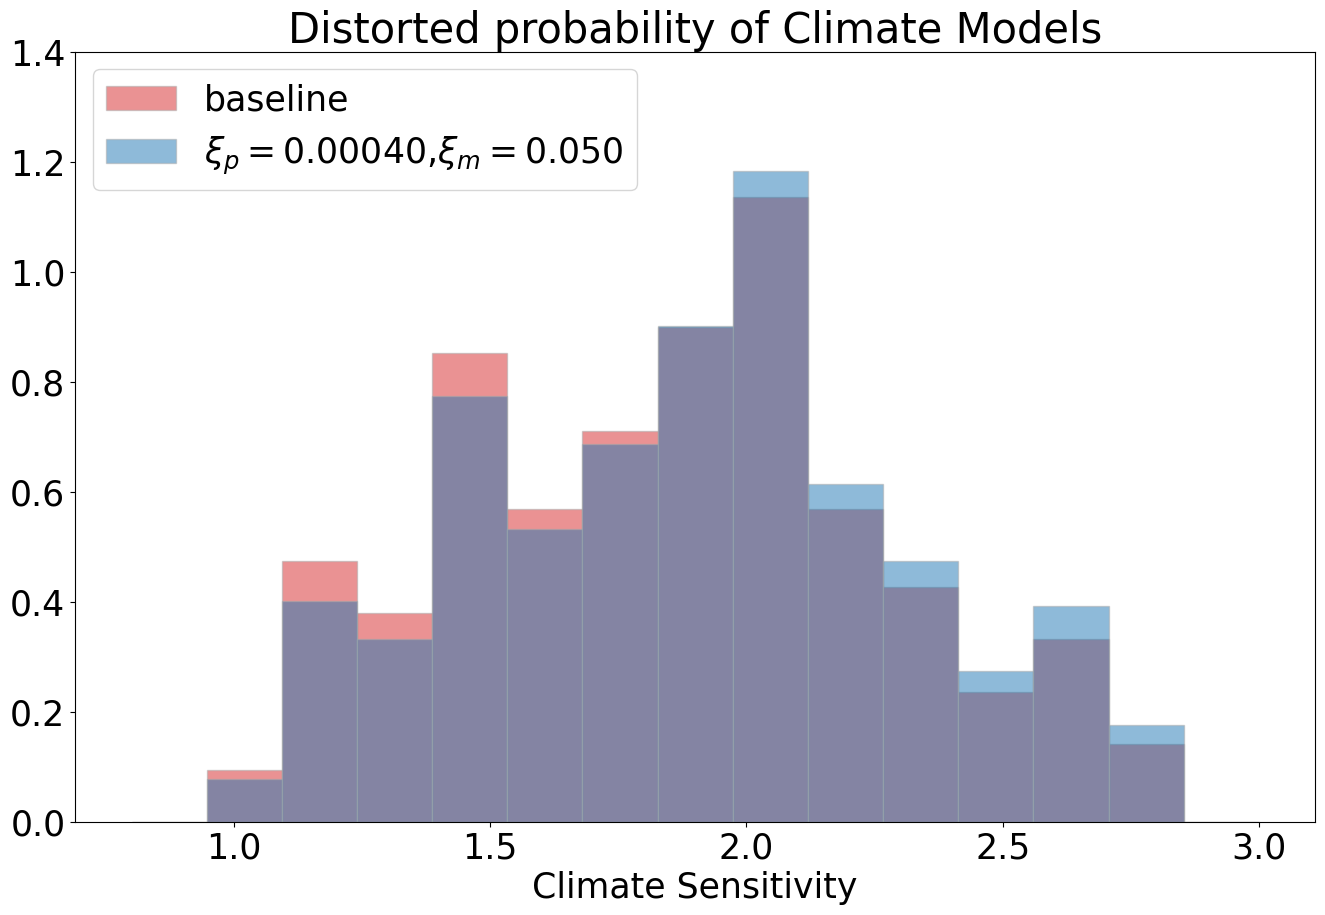 Distorted probability of Climate Models
1.4
1.2
1.0
0.8
0.6
0.4
0.2
0.0
baseline
ξₚ = 0.00040,ξₘ = 0.050
1.0 1.5 2.0 2.5 3.0
Climate Sensitivity